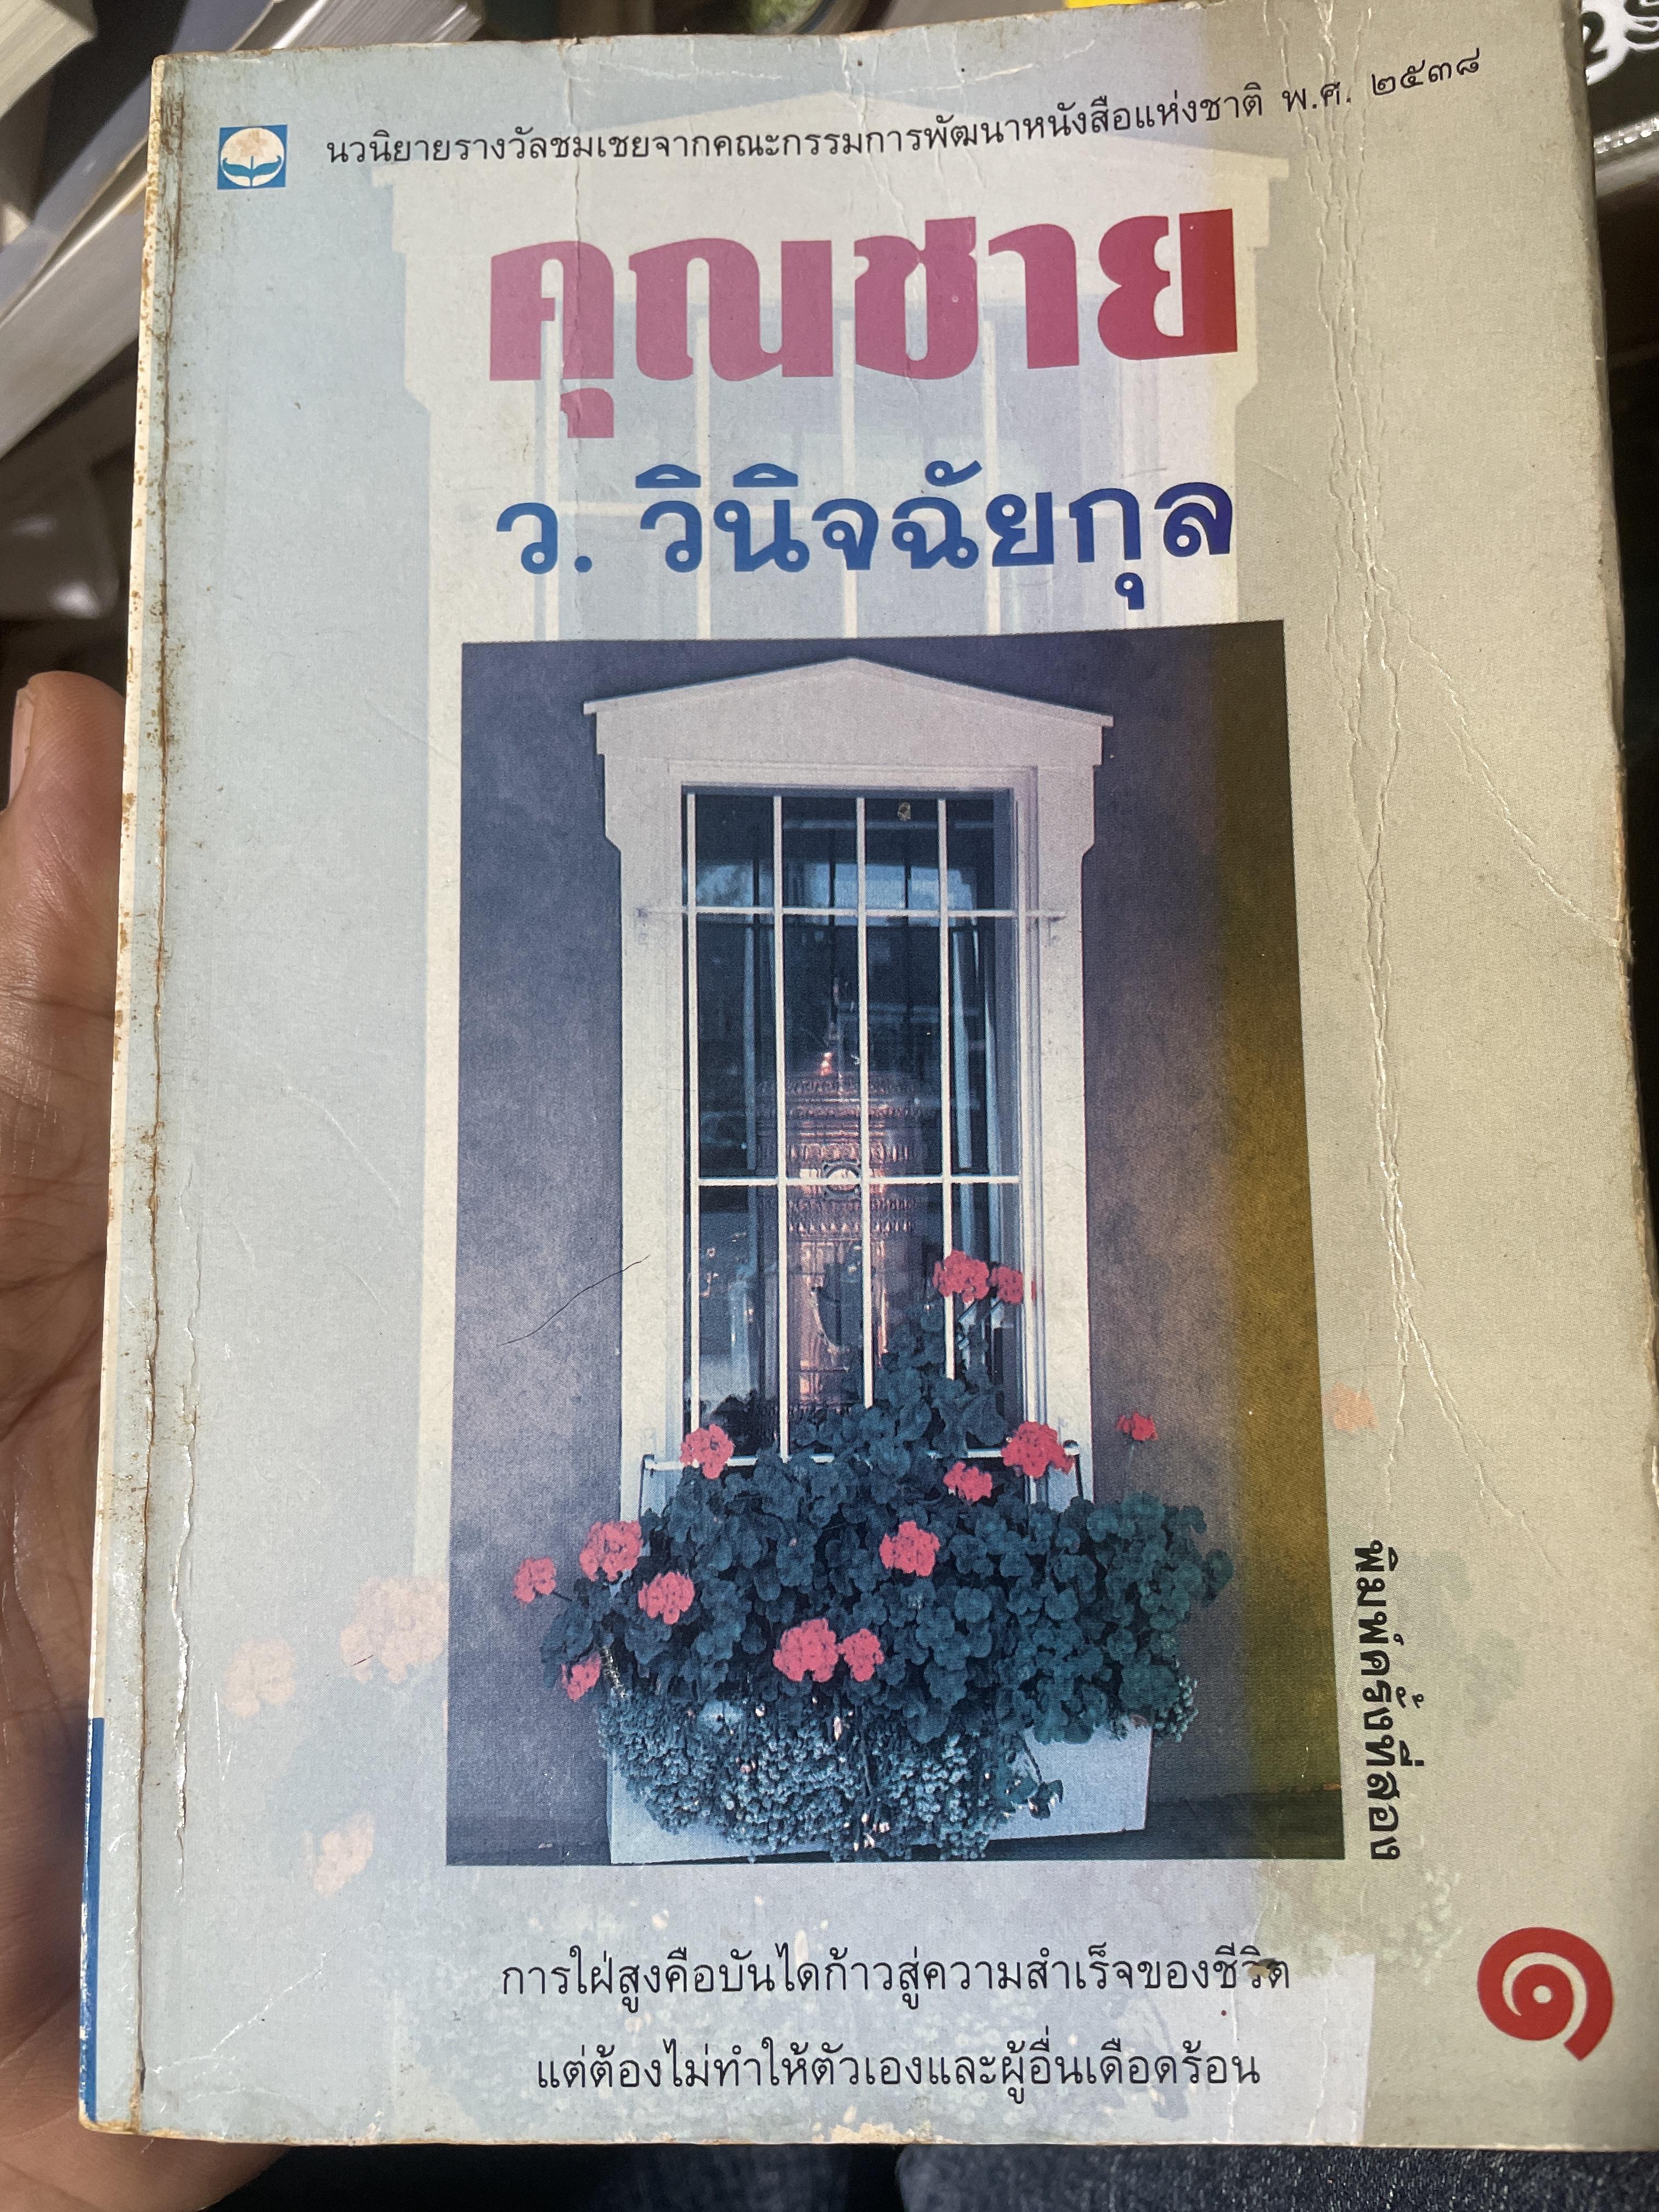 นวนิยายรางวัลชมเชยจากคณะกรรมการพัฒนาหนังสือแห่งชาติ พ.ศ. ๒๕๓๘
คุณชาย
ว. วินิจฉัยกุล
พิมพ์ครั้งที่สอง
การใฝ่สูงคือบันไดก้าวสู่ความสำเร็จของชีวิต
แต่ต้องไม่ทำให้ตัวเองและผู้อื่นเดือดร้อน
๑